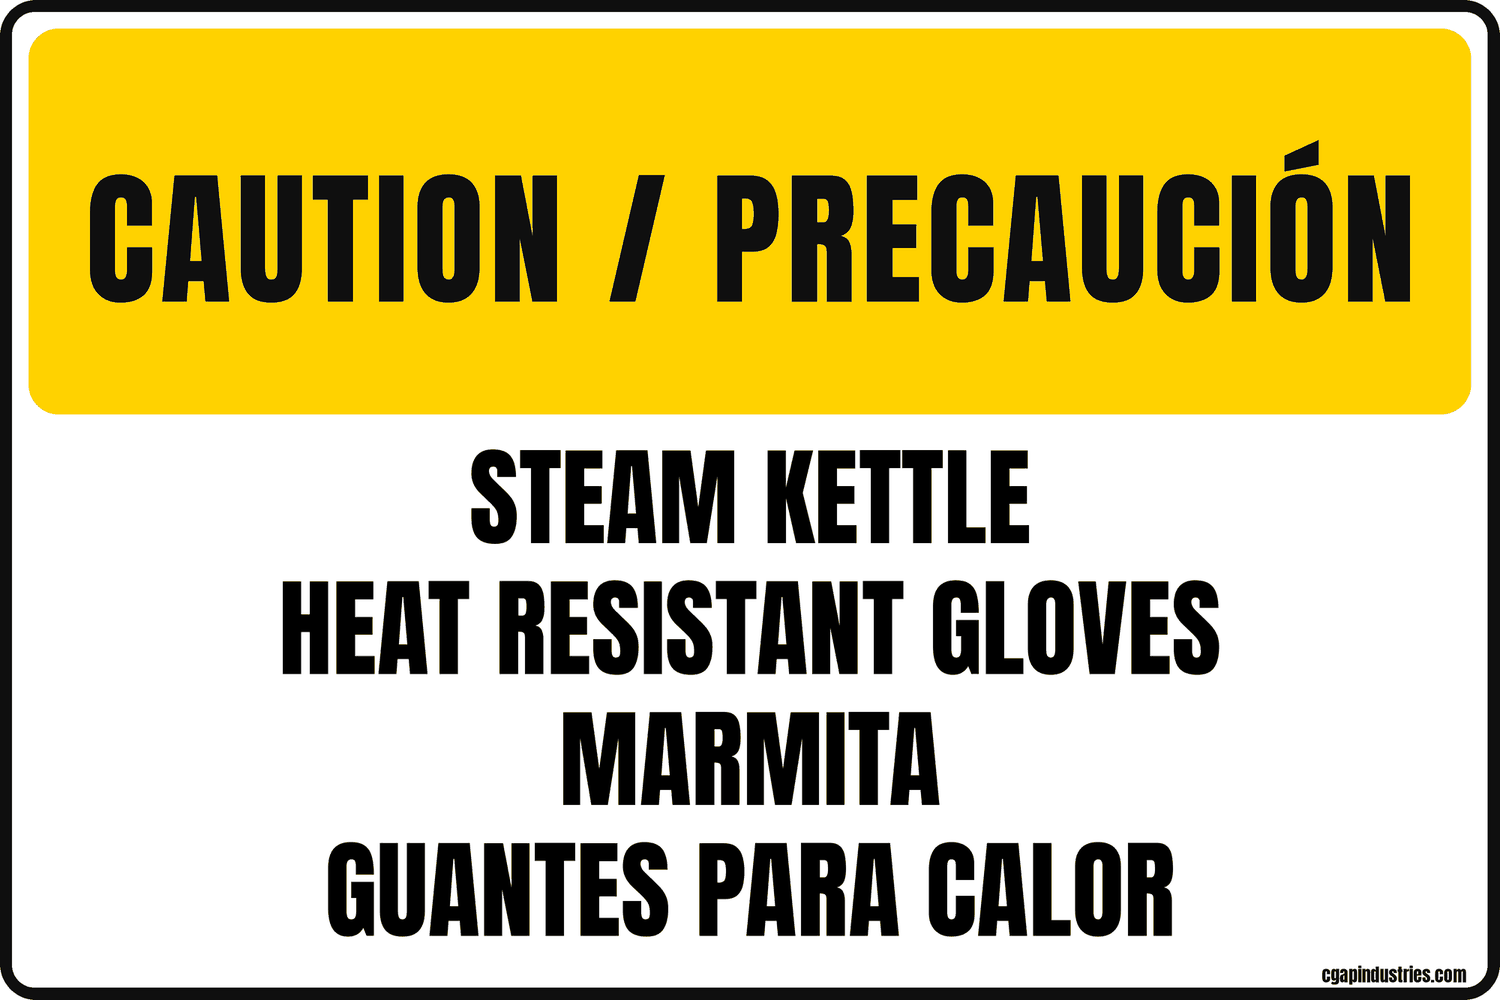 CAUTION / PRECAUCIÓN
STEAM KETTLE
HEAT RESISTANT GLOVES
MARMITA
GUANTES PARA CALOR
cgapindustries.com